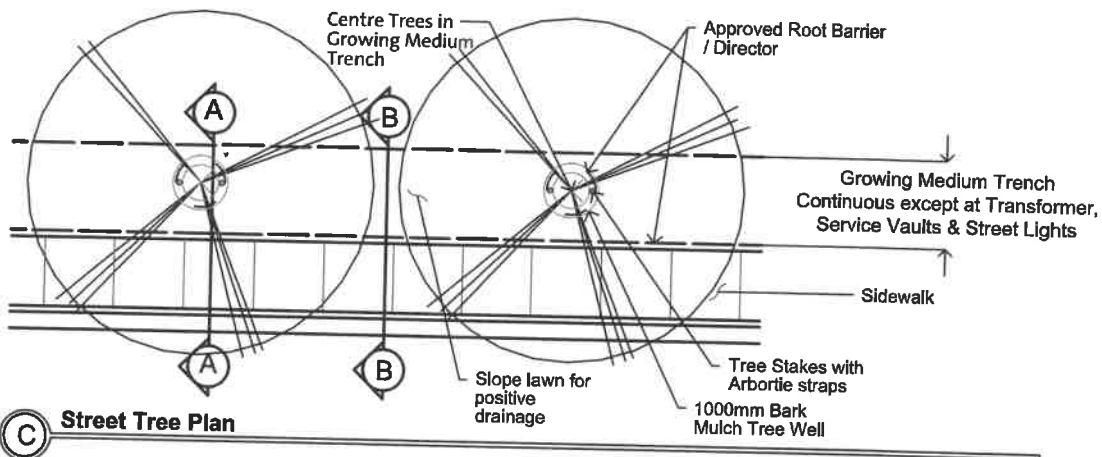 Centre Trees in
Growing Medium
Trench
Approved Root Barrier
/ Director
A
B
Growing Medium Trench
Continuous except at Transformer,
Service Vaults & Street Lights
Sidewalk
A
B
Slope lawn for
positive
drainage
Tree Stakes with
Arbortie straps
1000mm Bark
Mulch Tree Well
C
Street Tree Plan